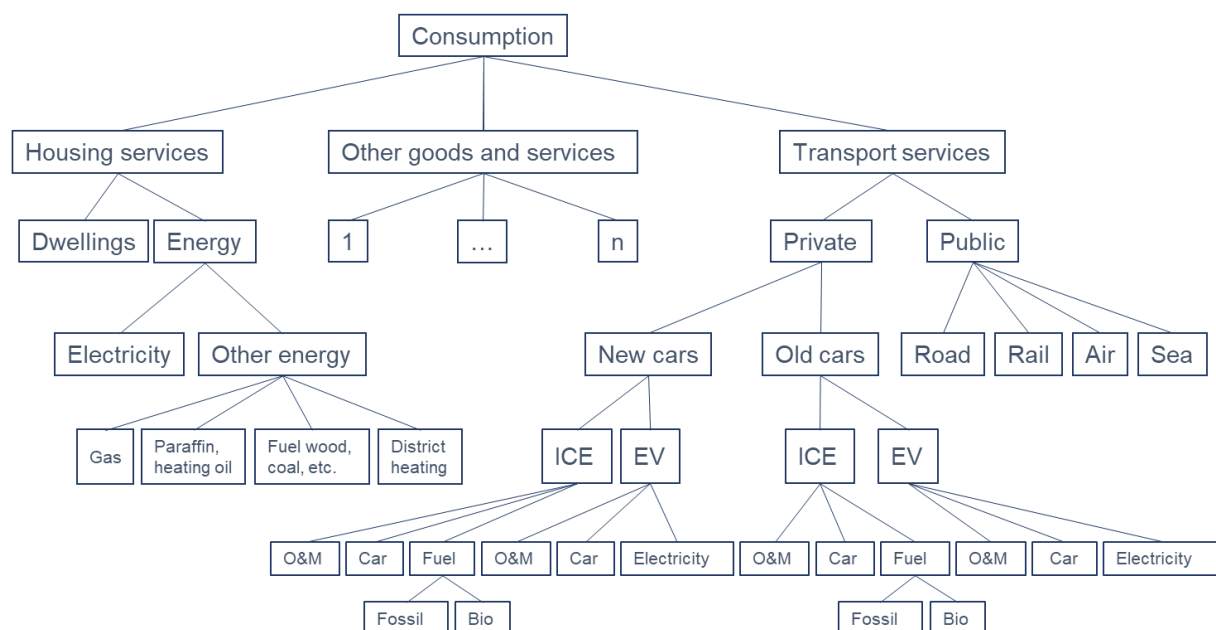 Consumption
Housing services
Other goods and services
Transport services
Dwellings
Energy
1
...
n
Private
Public
Electricity
Other energy
New cars
Old cars
Road
Rail
Air
Sea
Gas
Paraffin,
heating oil
Fuel wood,
coal, etc.
District
heating
ICE
EV
ICE
EV
O&M
Car
Fuel
O&M
Car
Electricity
O&M
Car
Fuel
O&M
Car
Electricity
Fossil
Bio
Fossil
Bio